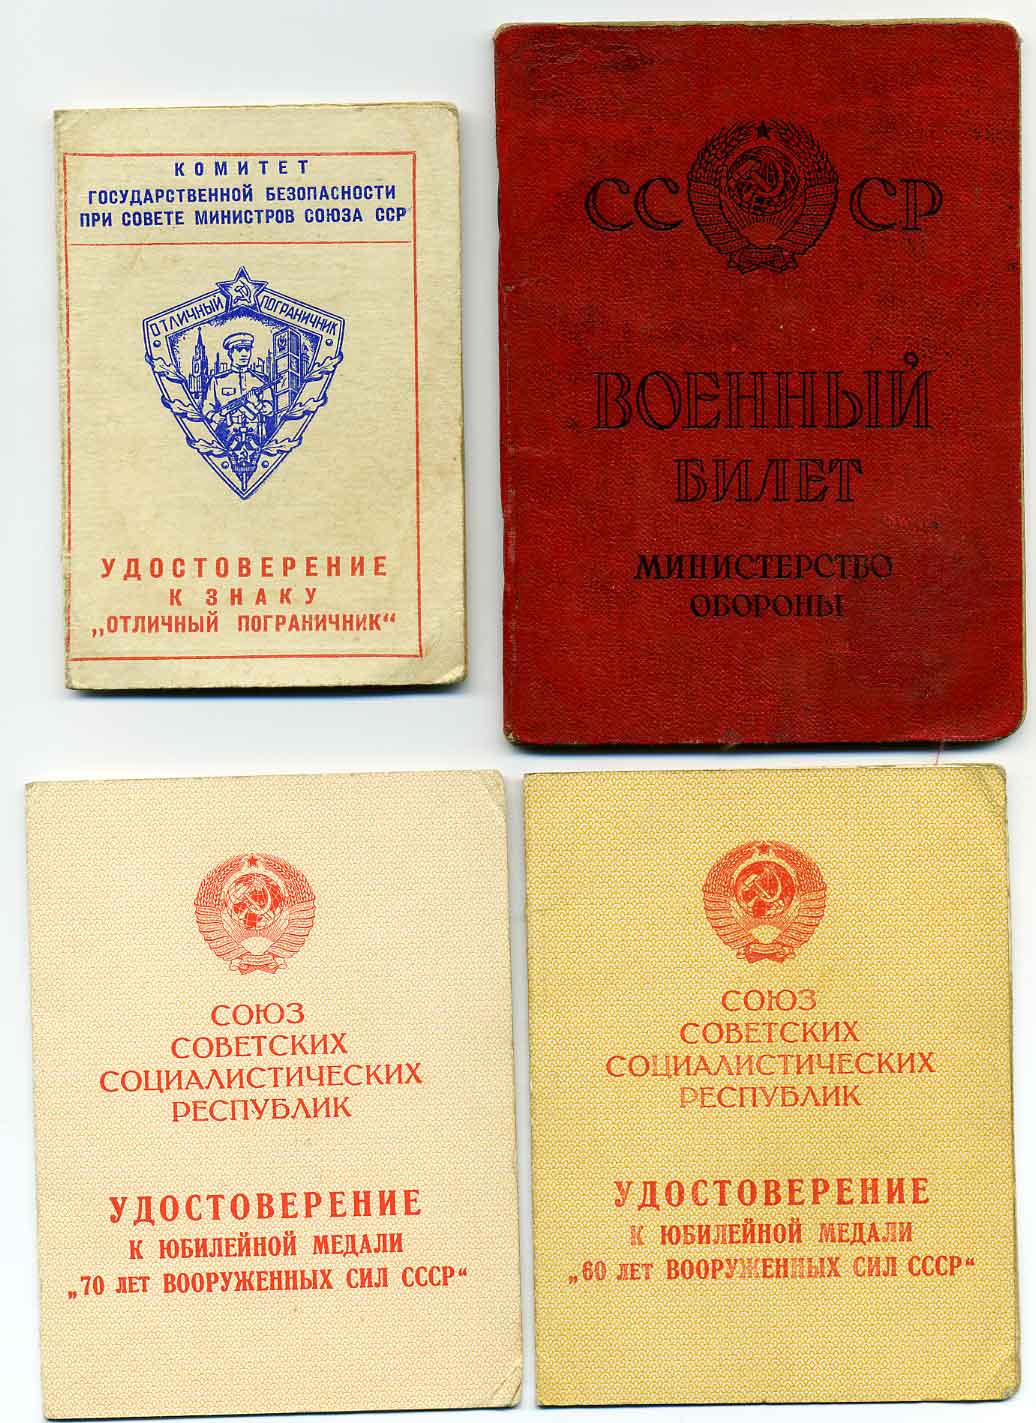 КОМИТЕТ
ГОСУДАРСТВЕННОЙ БЕЗОПАСНОСТИ
ПРИ СОВЕТЕ МИНИСТРОВ СОЮЗА ССР
ОТЛИЧНЫЙ ПОГРАНИЧНИК
УДОСТОВЕРЕНИЕ
К ЗНАКУ
„ОТЛИЧНЫЙ ПОГРАНИЧНИК“
СССР
ВОЕННЫЙ
БИЛЕТ
МИНИСТЕРСТВО
ОБОРОНЫ
СОЮЗ
СОВЕТСКИХ
СОЦИАЛИСТИЧЕСКИХ
РЕСПУБЛИК
УДОСТОВЕРЕНИЕ
К ЮБИЛЕЙНОЙ МЕДАЛИ
„70 ЛЕТ ВООРУЖЕННЫХ СИЛ СССР“
СОЮЗ
СОВЕТСКИХ
СОЦИАЛИСТИЧЕСКИХ
РЕСПУБЛИК
УДОСТОВЕРЕНИЕ
К ЮБИЛЕЙНОЙ МЕДАЛИ
„60 ЛЕТ ВООРУЖЕННЫХ СИЛ СССР“